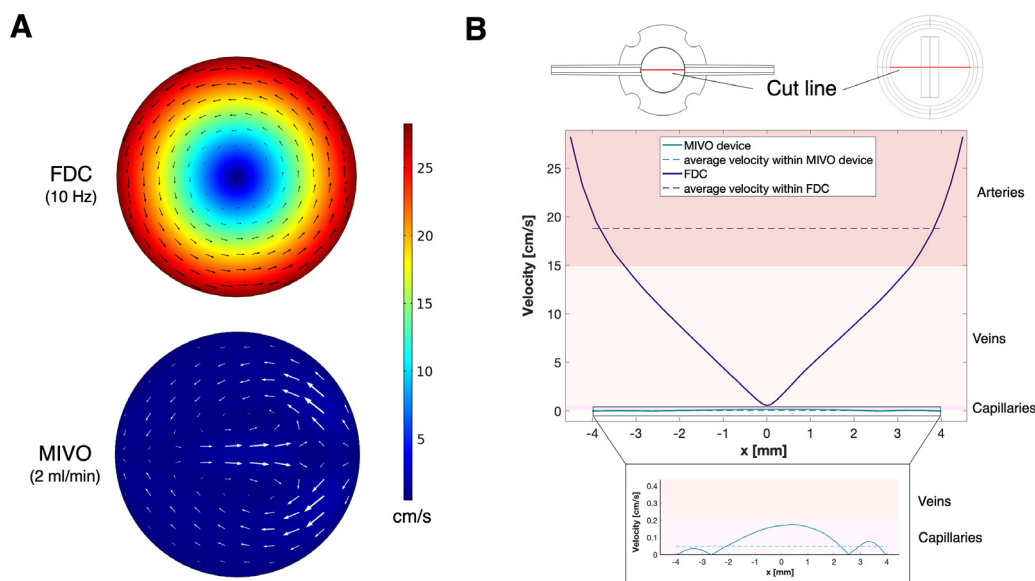 A
FDC
(10 Hz)
MIVO
(2 ml/min)
25
20
15
10
5
cm/s
B
Cut line
MIVO device
average velocity within MIVO device
FDC
average velocity within FDC
Velocity [cm/s]
25
20
15
10
5
0
-4 -3 -2 -1 0 1 2 3 4
x [mm]
Arteries
Veins
Capillaries
Velocity [cm/s]
0.4
0.3
0.2
0.1
0
-4 -3 -2 -1 0 1 2 3 4
x [mm]
Veins
Capillaries